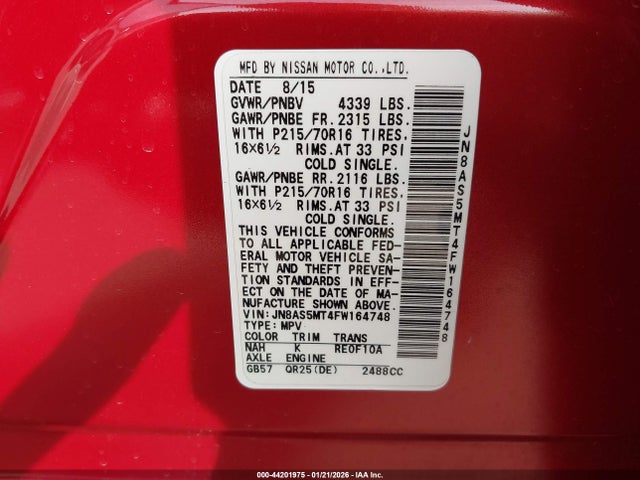 MFD BY NISSAN MOTOR CO.,LTD.
DATE 8/15
GVWR/PNBV 4339 LBS.
GAWR/PNBE FR. 2315 LBS.
WITH P215/70R16 TIRES.
16X6½ RIMS.AT 33 PSI
COLD SINGLE.
GAWR/PNBE RR. 2116 LBS.
WITH P215/70R16 TIRES.
16X6½ RIMS.AT 33 PSI
COLD SINGLE.
THIS VEHICLE CONFORMS
TO ALL APPLICABLE FED-
ERAL MOTOR VEHICLE SA-
FETY AND THEFT PREVEN-
TION STANDARDS IN EFF-
ECT ON THE DATE OF MA-
NUFACTURE SHOWN ABOVE.
VIN: JN8AS5MT4FW164748
TYPE: MPV
COLOR TRIM TRANS
NAH K RE0F10A
AXLE ENGINE
GB57 QR25(DE) 2488CC
JN8AS5MT4FW164748
000-44201975 - 01/21/2026 - IAA Inc.